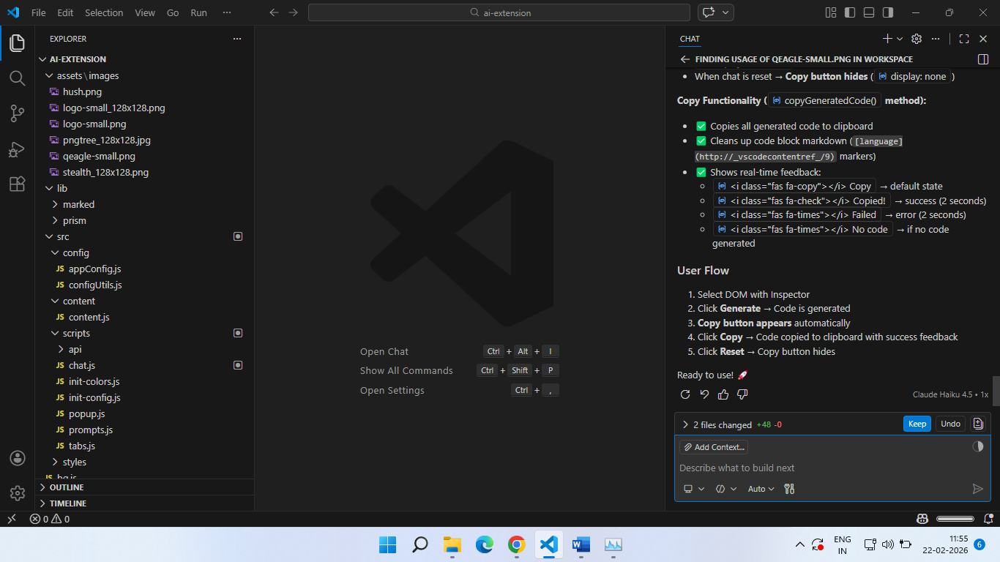 File Edit Selection View Go Run ···
ai-extension
EXPLORER
AI-EXTENSION
assets\images
hush.png
logo-small_128x128.png
logo-small.png
pngtree_128x128.jpg
qeagle-small.png
stealth_128x128.png
lib
marked
prism
src
config
JS appConfig.js
JS configUtils.js
content
JS content.js
scripts
api
JS chat.js
JS init-colors.js
JS init-config.js
JS popup.js
JS prompts.js
JS tabs.js
styles
JS bg.js
OUTLINE
TIMELINE
Open Chat Ctrl + Alt + I
Show All Commands Ctrl + Shift + P
Open Settings Ctrl + ,
CHAT
FINDING USAGE OF QEAGLE-SMALL.PNG IN WORKSPACE
• When chat is reset → Copy button hides ( display: none )
Copy Functionality ( copyGeneratedCode() method):
• ✅ Copies all generated code to clipboard
• ✅ Cleans up code block markdown ([language]
(http://_vscodecontentref_/9) markers)
• ✅ Shows real-time feedback:
<i class="fas fa-copy"></i> Copy → default state
<i class="fas fa-check"></i> Copied! → success (2 seconds)
<i class="fas fa-times"></i> Failed → error (2 seconds)
<i class="fas fa-times"></i> No code → if no code
generated
User Flow
1. Select DOM with Inspector
2. Click Generate → Code is generated
3. Copy button appears automatically
4. Click Copy → Code copied to clipboard with success feedback
5. Click Reset → Copy button hides
Ready to use! 🚀
Claude Haiku 4.5 • 1x
2 files changed +48 -0 Keep Undo
Add Context...
Describe what to build next
Auto
0 0
ENG
IN
11:55
22-02-2026
6